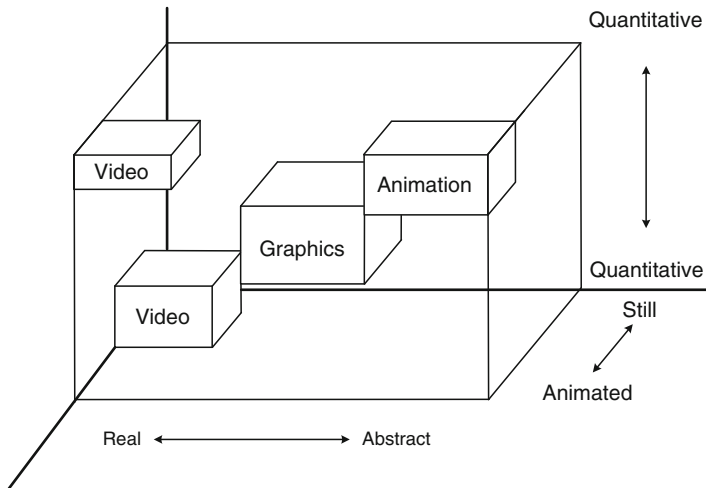 Quantitative
Video
Animation
Graphics
Quantitative
Video
Still
Animated
Real
Abstract